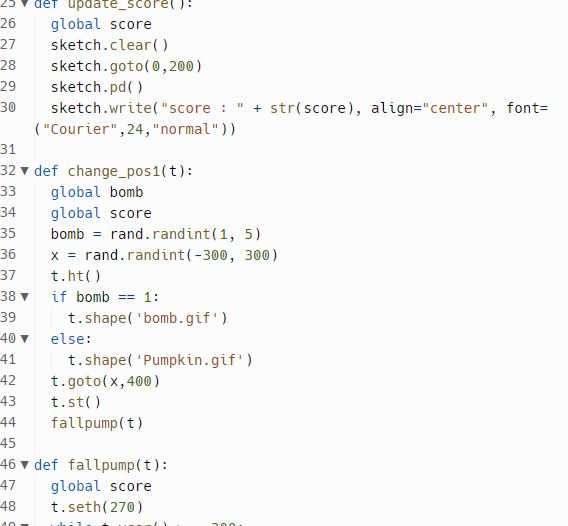 25 ▼ def update_score():
26 global score
27 sketch.clear()
28 sketch.goto(0,200)
29 sketch.pd()
30 sketch.write("score : " + str(score), align="center", font=
("Courier",24,"normal"))
31
32 ▼ def change_pos1(t):
33 global bomb
34 global score
35 bomb = rand.randint(1, 5)
36 x = rand.randint(-300, 300)
37 t.ht()
38 ▼ if bomb == 1:
39 t.shape('bomb.gif')
40 ▼ else:
41 t.shape('Pumpkin.gif')
42 t.goto(x,400)
43 t.st()
44 fallpump(t)
45
46 ▼ def fallpump(t):
47 global score
48 t.seth(270)